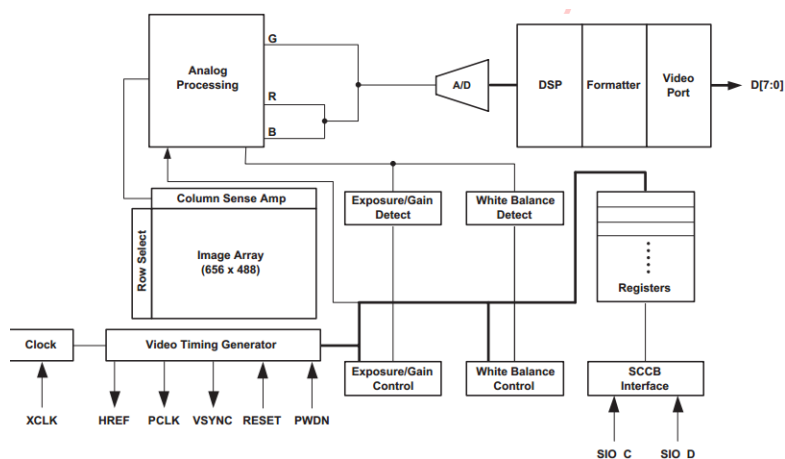 G
Analog
Processing
R
B
A/D
DSP
Formatter
Video
Port
D[7:0]
Column Sense Amp
Row Select
Image Array
(656 x 488)
Exposure/Gain
Detect
White Balance
Detect
Registers
Clock
Video Timing Generator
Exposure/Gain
Control
White Balance
Control
SCCB
Interface
XCLK
HREF
PCLK
VSYNC
RESET
PWDN
SIO_C
SIO_D